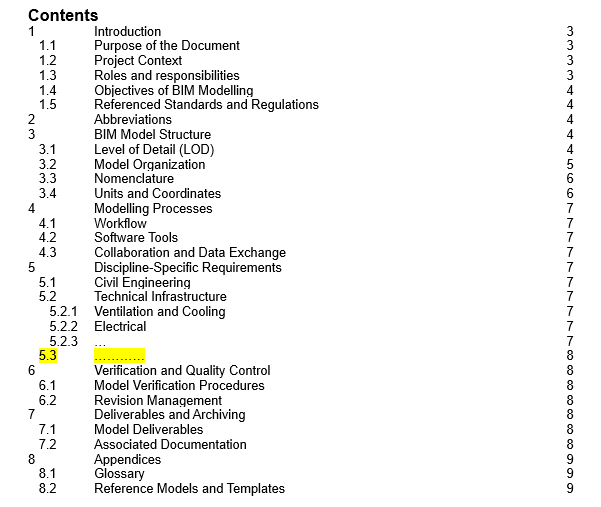 Contents
1 Introduction 3
1.1 Purpose of the Document 3
1.2 Project Context 3
1.3 Roles and responsibilities 3
1.4 Objectives of BIM Modelling 4
1.5 Referenced Standards and Regulations 4
2 Abbreviations 4
3 BIM Model Structure 4
3.1 Level of Detail (LOD) 4
3.2 Model Organization 5
3.3 Nomenclature 6
3.4 Units and Coordinates 6
4 Modelling Processes 7
4.1 Workflow 7
4.2 Software Tools 7
4.3 Collaboration and Data Exchange 7
5 Discipline-Specific Requirements 7
5.1 Civil Engineering 7
5.2 Technical Infrastructure 7
5.2.1 Ventilation and Cooling 7
5.2.2 Electrical 7
5.2.3 ... 7
5.3 ............ 8
6 Verification and Quality Control 8
6.1 Model Verification Procedures 8
6.2 Revision Management 8
7 Deliverables and Archiving 8
7.1 Model Deliverables 8
7.2 Associated Documentation 8
8 Appendices 9
8.1 Glossary 9
8.2 Reference Models and Templates 9